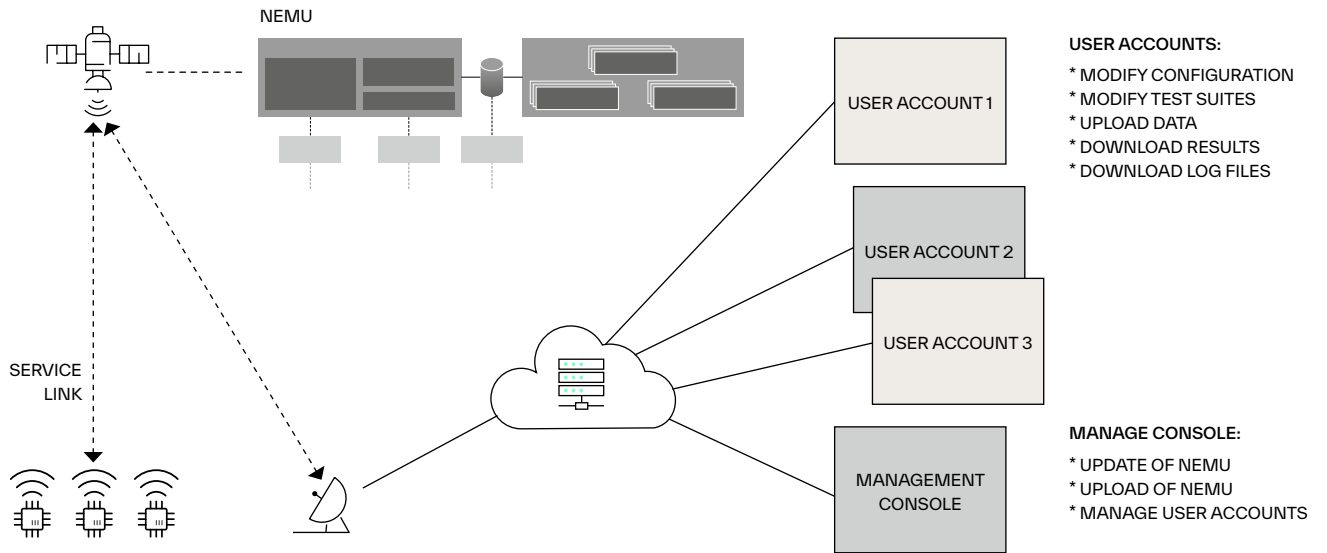 NEMU
SERVICE
LINK
USER ACCOUNT 1
USER ACCOUNT 2
USER ACCOUNT 3
MANAGEMENT
CONSOLE
USER ACCOUNTS:
* MODIFY CONFIGURATION
* MODIFY TEST SUITES
* UPLOAD DATA
* DOWNLOAD RESULTS
* DOWNLOAD LOG FILES
MANAGE CONSOLE:
* UPDATE OF NEMU
* UPLOAD OF NEMU
* MANAGE USER ACCOUNTS